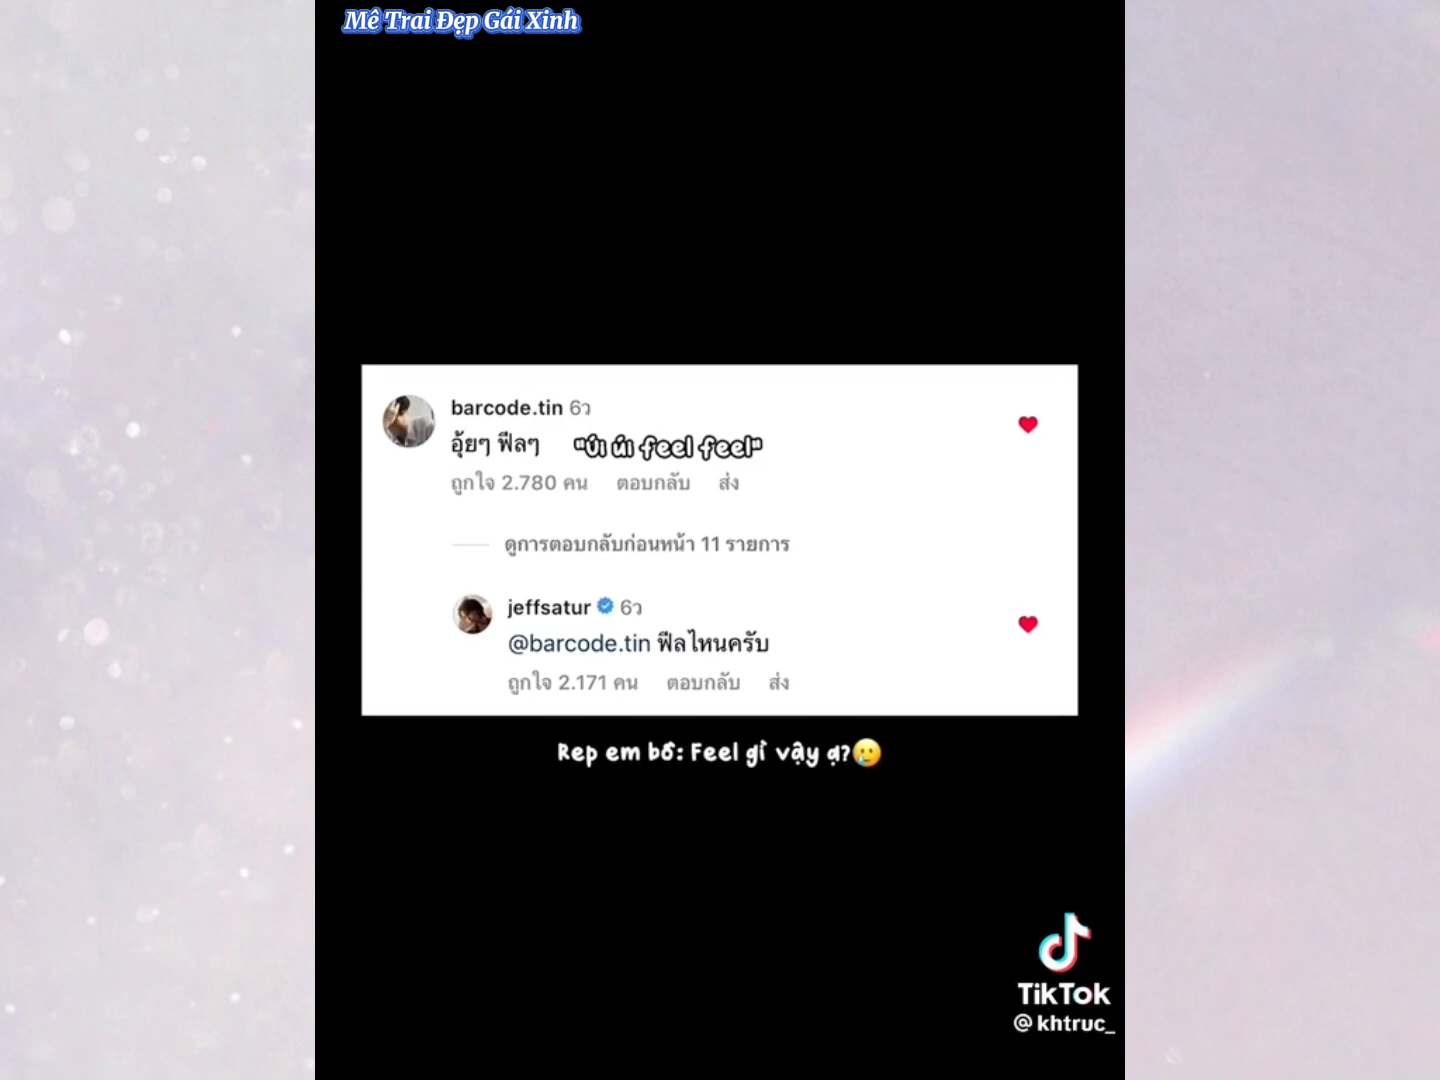 Mê Trai Đẹp Gái Xinh
barcode.tin 6ว
อุ้ยๆ ฟีลๆ "Úi úi feel feel"
ถูกใจ 2.780 คน ตอบกลับ ส่ง
ดูการตอบกลับก่อนหน้า 11 รายการ
jeffsatur 6ว
@barcode.tin ฟีลไหนครับ
ถูกใจ 2.171 คน ตอบกลับ ส่ง
Rep em bồ: Feel gì vậy ạ?🥲
TikTok
@khtruc_